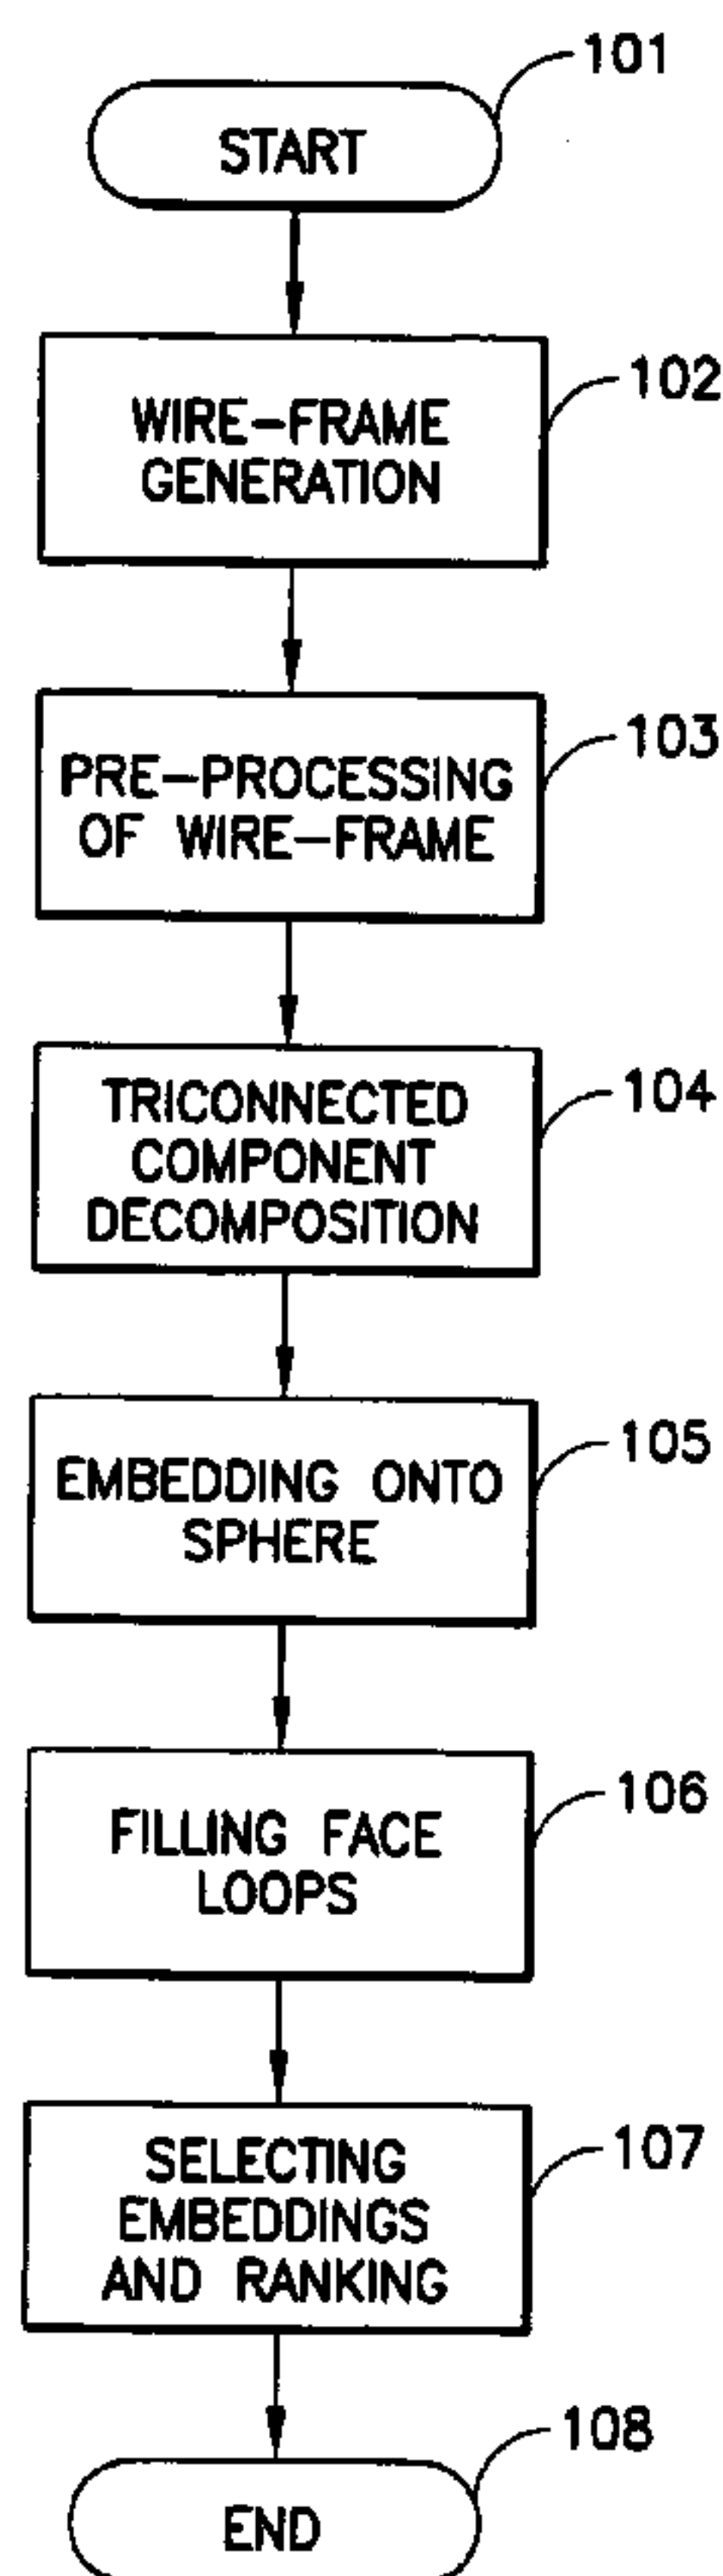 101
START
102
WIRE-FRAME
GENERATION
103
PRE-PROCESSING
OF WIRE-FRAME
104
TRICONNECTED
COMPONENT
DECOMPOSITION
105
EMBEDDING ONTO
SPHERE
106
FILLING FACE
LOOPS
107
SELECTING
EMBEDDINGS
AND RANKING
108
END